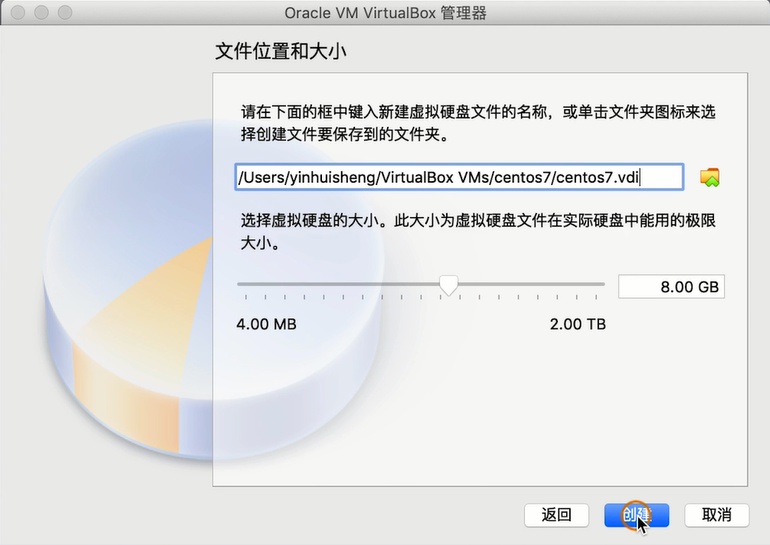 Oracle VM VirtualBox 管理器
文件位置和大小
请在下面的框中键入新建虚拟硬盘文件的名称，或单击文件夹图标来选
择创建文件要保存到的文件夹。
/Users/yinhuisheng/VirtualBox VMs/centos7/centos7.vdi
选择虚拟硬盘的大小。此大小为虚拟硬盘文件在实际硬盘中能用的极限
大小。
8.00 GB
4.00 MB 2.00 TB
返回 创建 取消